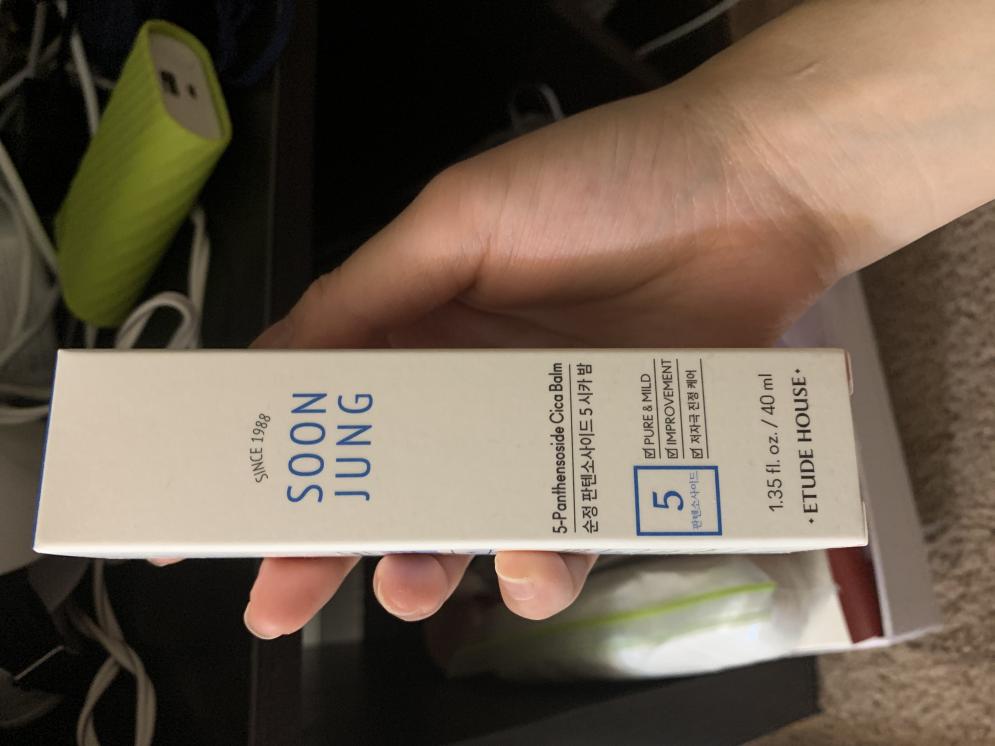 SINCE 1988
SOON
JUNG
5-Panthensoside Cica Balm
순정 판텐소사이드 5 시카 밤
5
판텐소사이드
☑ PURE & MILD
☑ IMPROVEMENT
☑ 저자극 진정 케어
1.35 fl. oz. / 40 ml
·ETUDE HOUSE·